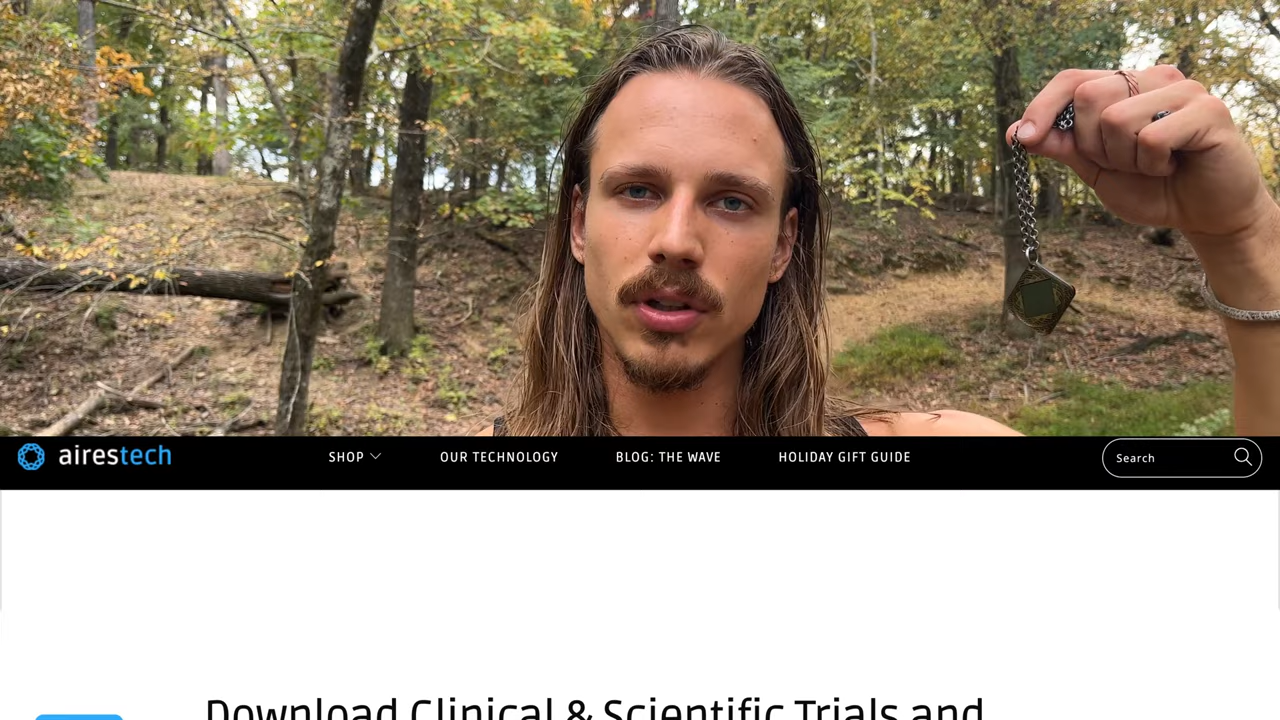 airestech
SHOP
OUR TECHNOLOGY
BLOG: THE WAVE
HOLIDAY GIFT GUIDE
Search
Download Clinical & Scientific Trials and